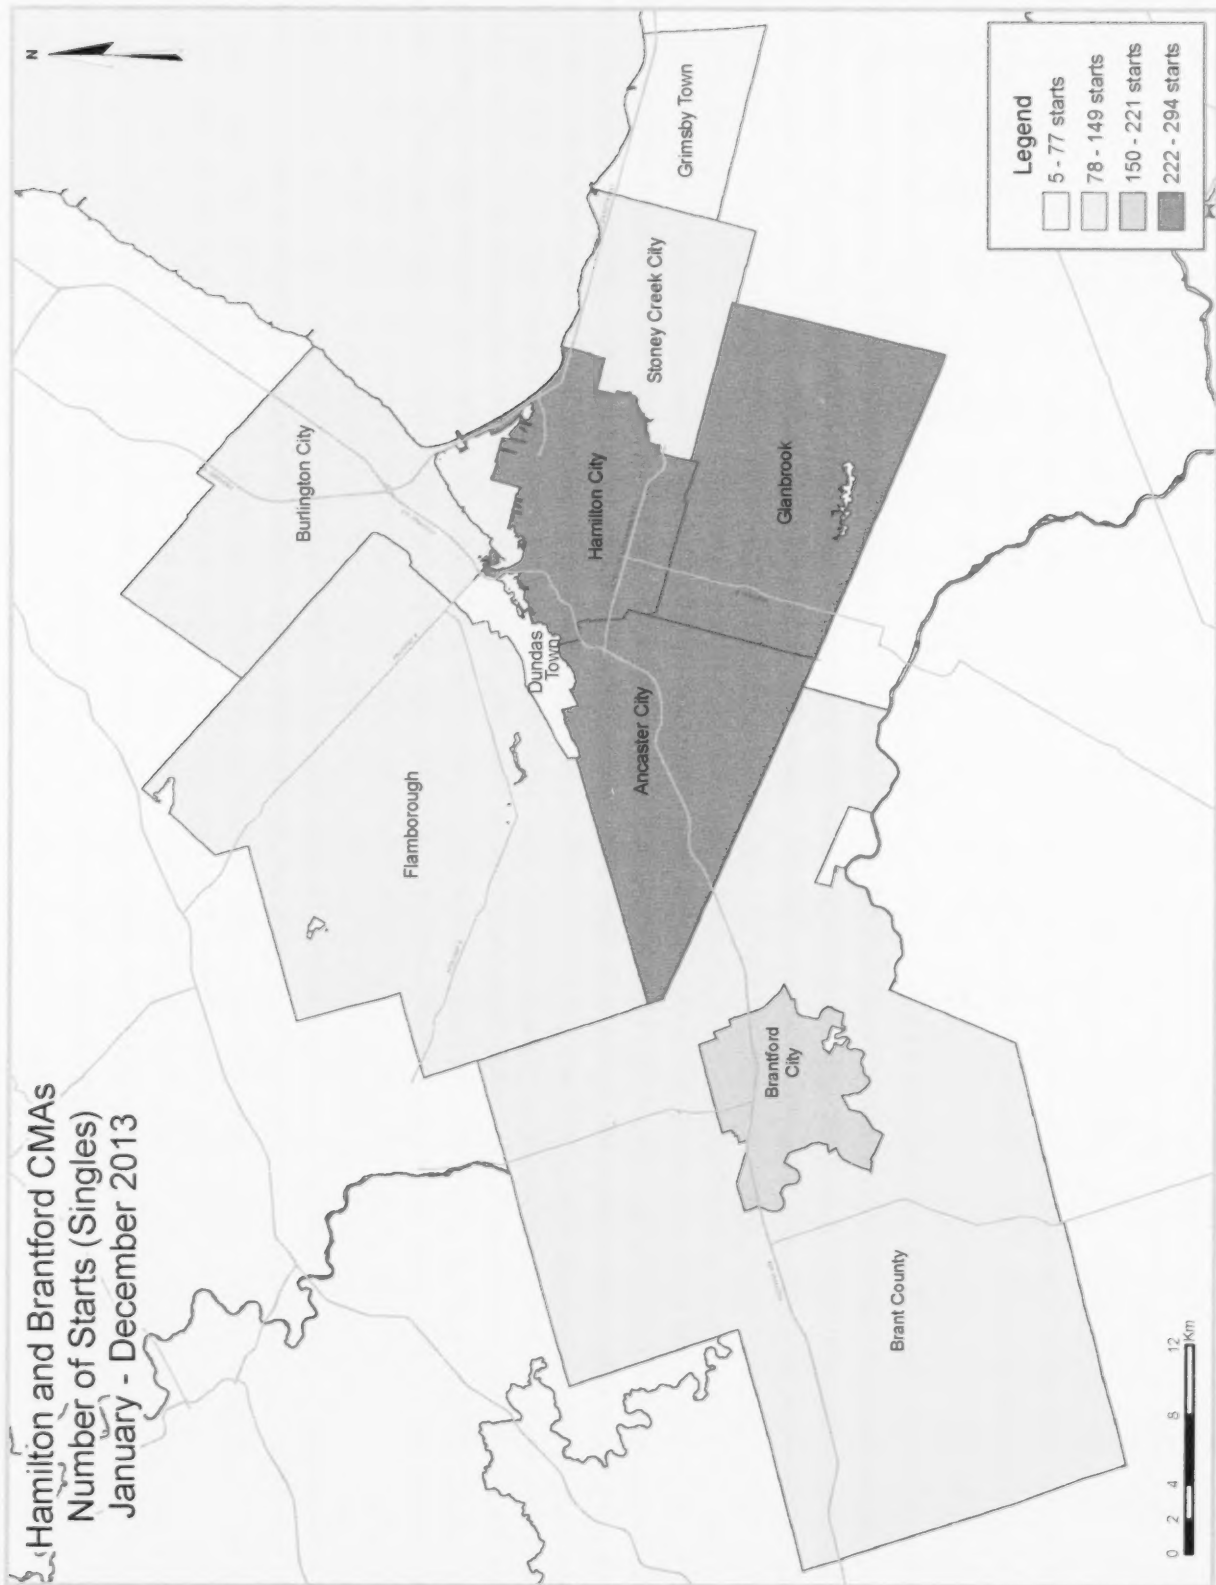 Hamilton and Brantford CMAs
Number of Starts (Singles)
January - December 2013
N
Burlington City
Flamborough
Dundas
Town
Hamilton City
Stoney Creek City
Grimsby Town
Ancaster City
Glanbrook
Brantford
City
Brant County
Legend
5 - 77 starts
78 - 149 starts
150 - 221 starts
222 - 294 starts
0 2 4 8 12
Km